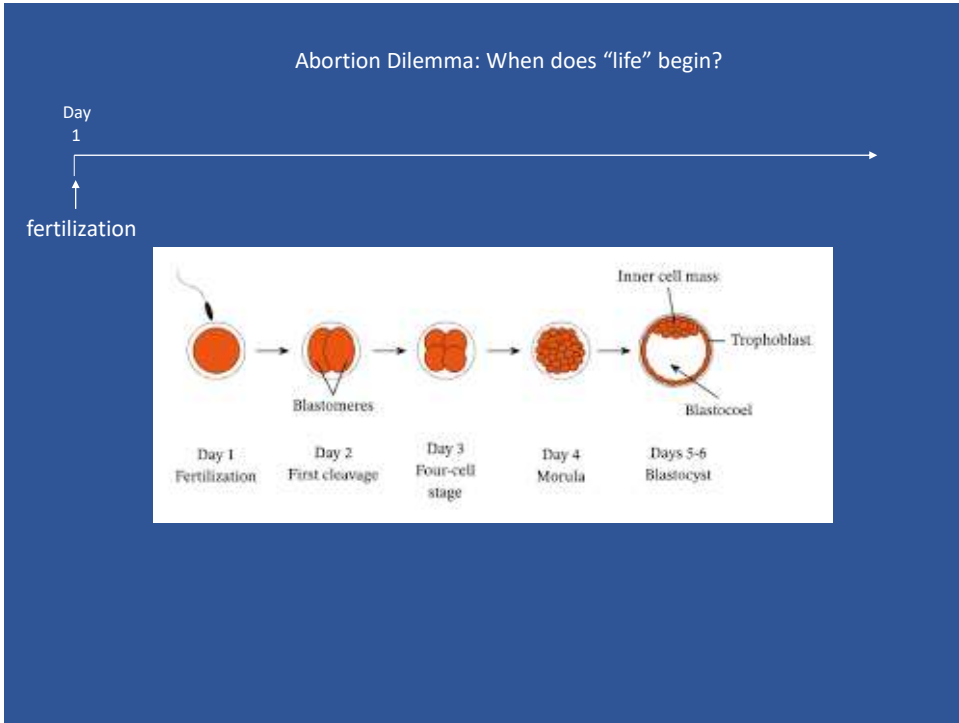 Abortion Dilemma: When does “life” begin?
Day
1
fertilization
Inner cell mass
Trophoblast
Blastomeres
Blastocoel
Day 1
Fertilization
Day 2
First cleavage
Day 3
Four-cell
stage
Day 4
Morula
Days 5-6
Blastocyst